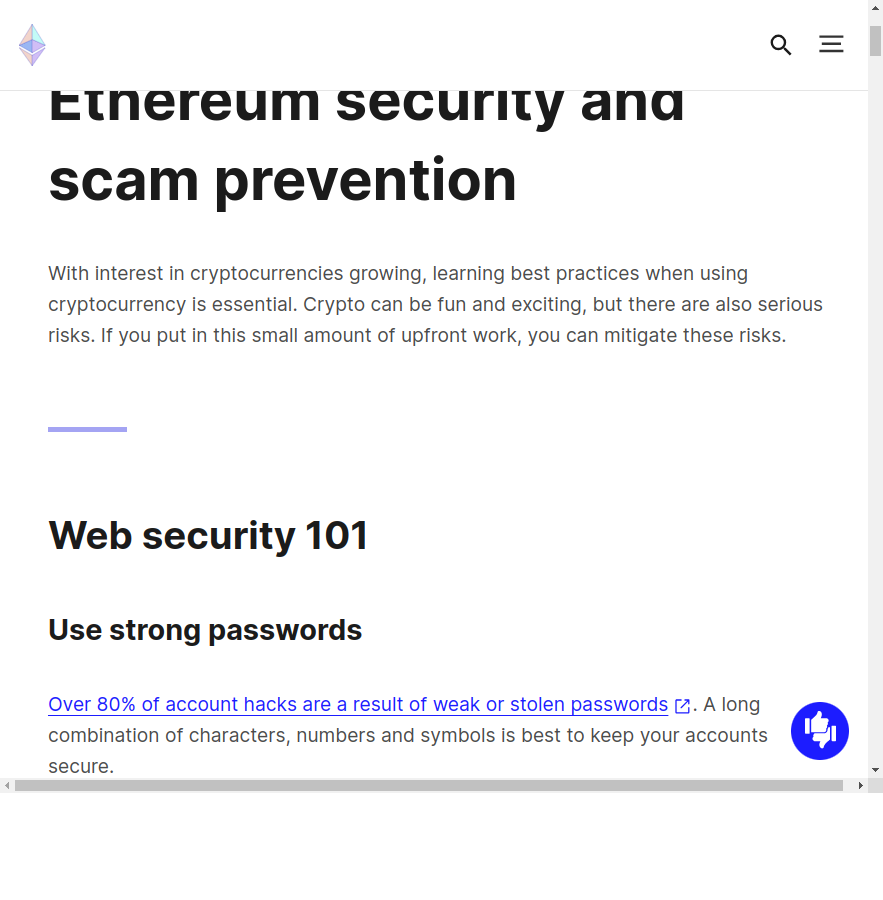 Ethereum security and
scam prevention
With interest in cryptocurrencies growing, learning best practices when using
cryptocurrency is essential. Crypto can be fun and exciting, but there are also serious
risks. If you put in this small amount of upfront work, you can mitigate these risks.
Web security 101
Use strong passwords
Over 80% of account hacks are a result of weak or stolen passwords. A long
combination of characters, numbers and symbols is best to keep your accounts
secure.